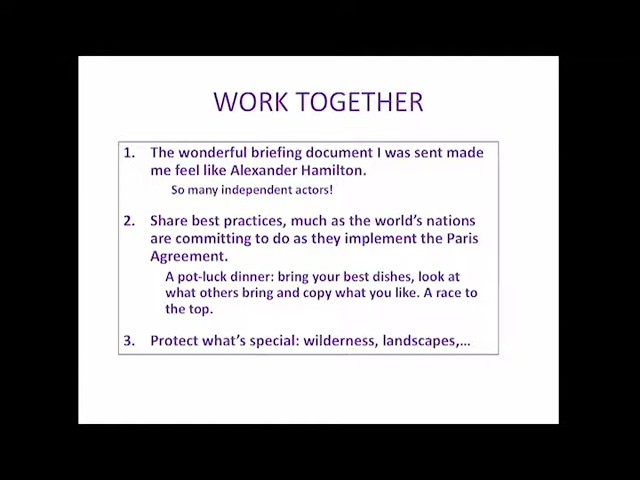 WORK TOGETHER
1. The wonderful briefing document I was sent made
me feel like Alexander Hamilton.
So many independent actors!
2. Share best practices, much as the world's nations
are committing to do as they implement the Paris
Agreement.
A pot-luck dinner: bring your best dishes, look at
what others bring and copy what you like. A race to
the top.
3. Protect what's special: wilderness, landscapes,...